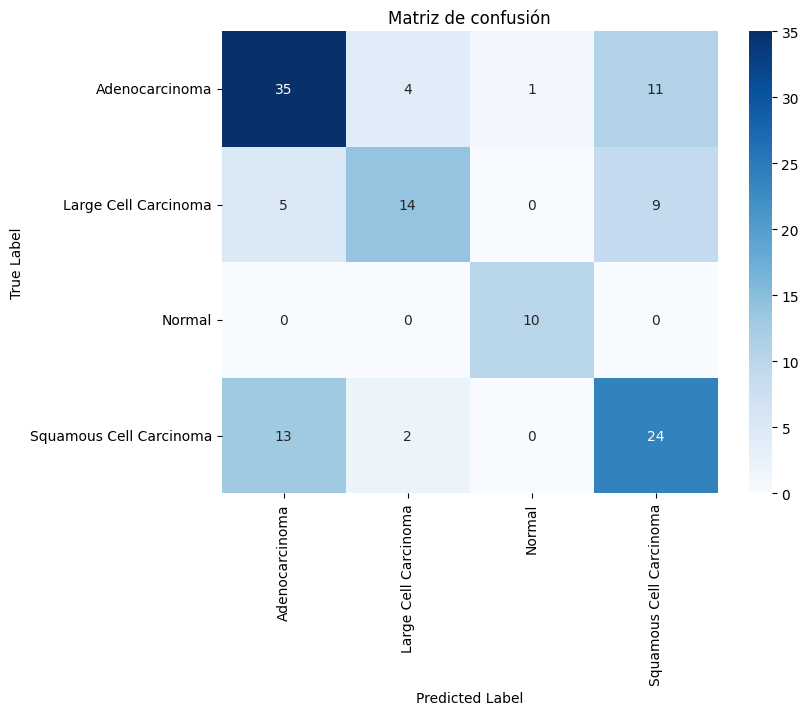 Matriz de confusión
True Label
Adenocarcinoma 35 4 1 11
Large Cell Carcinoma 5 14 0 9
Normal 0 0 10 0
Squamous Cell Carcinoma 13 2 0 24
Adenocarcinoma
Large Cell Carcinoma
Normal
Squamous Cell Carcinoma
Predicted Label
35
30
25
20
15
10
5
0